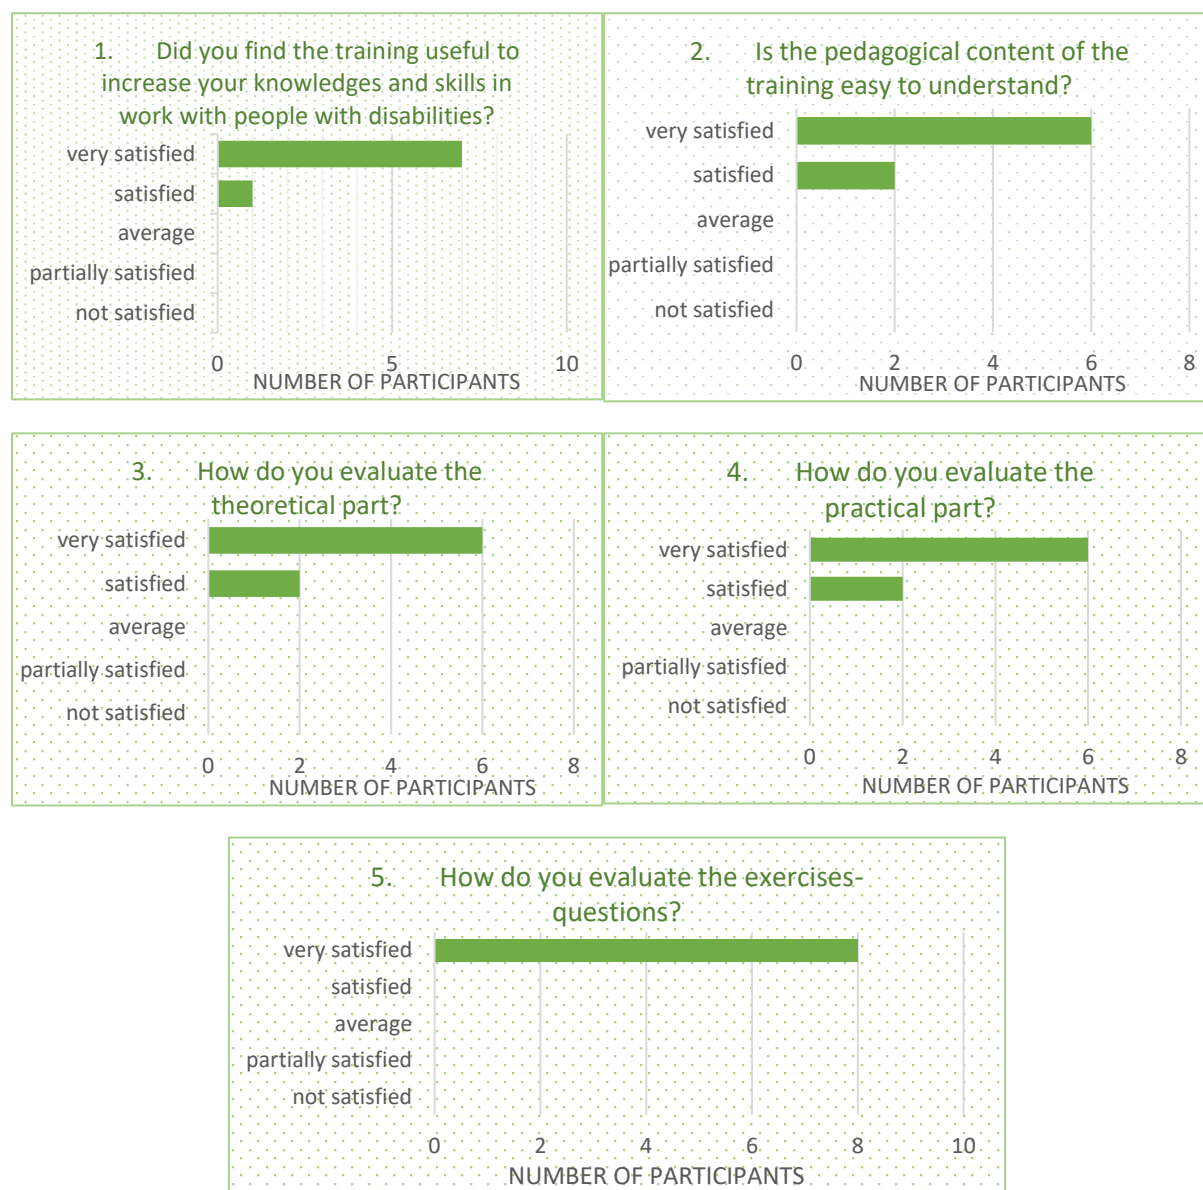 1. Did you find the training useful to
increase your knowledges and skills in
work with people with disabilities?
very satisfied
satisfied
average
partially satisfied
not satisfied
0 5 10
NUMBER OF PARTICIPANTS
2. Is the pedagogical content of the
training easy to understand?
very satisfied
satisfied
average
partially satisfied
not satisfied
0 2 4 6 8
NUMBER OF PARTICIPANTS
3. How do you evaluate the
theoretical part?
very satisfied
satisfied
average
partially satisfied
not satisfied
0 2 4 6 8
NUMBER OF PARTICIPANTS
4. How do you evaluate the
practical part?
very satisfied
satisfied
average
partially satisfied
not satisfied
0 2 4 6 8
NUMBER OF PARTICIPANTS
5. How do you evaluate the exercises-
questions?
very satisfied
satisfied
average
partially satisfied
not satisfied
0 2 4 6 8 10
NUMBER OF PARTICIPANTS